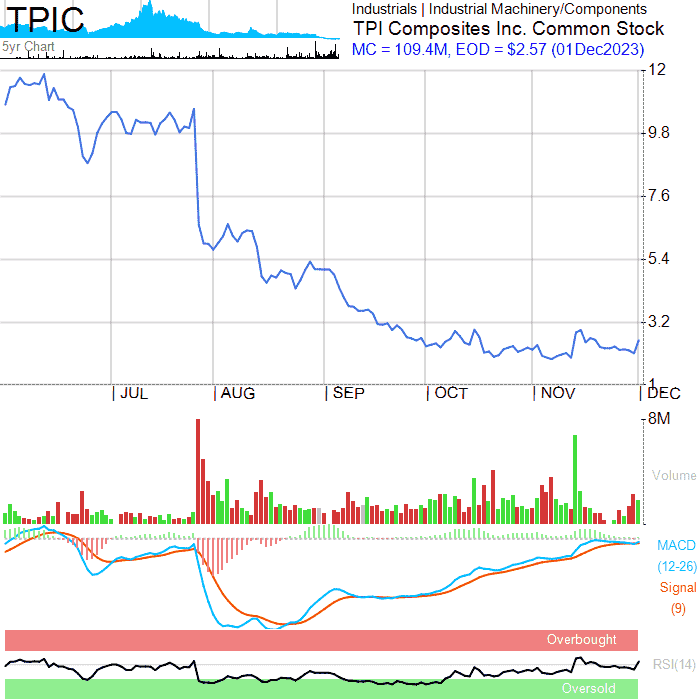 TPIC
5yr Chart
Industrials | Industrial Machinery/Components
TPI Composites Inc. Common Stock
MC = 109.4M, EOD = $2.57 (01Dec2023)
12
9.8
7.6
5.4
3.2
1
JUL AUG SEP OCT NOV DEC
8M
Volume
MACD
(12-26)
Signal
(9)
Overbought
RSI(14)
Oversold